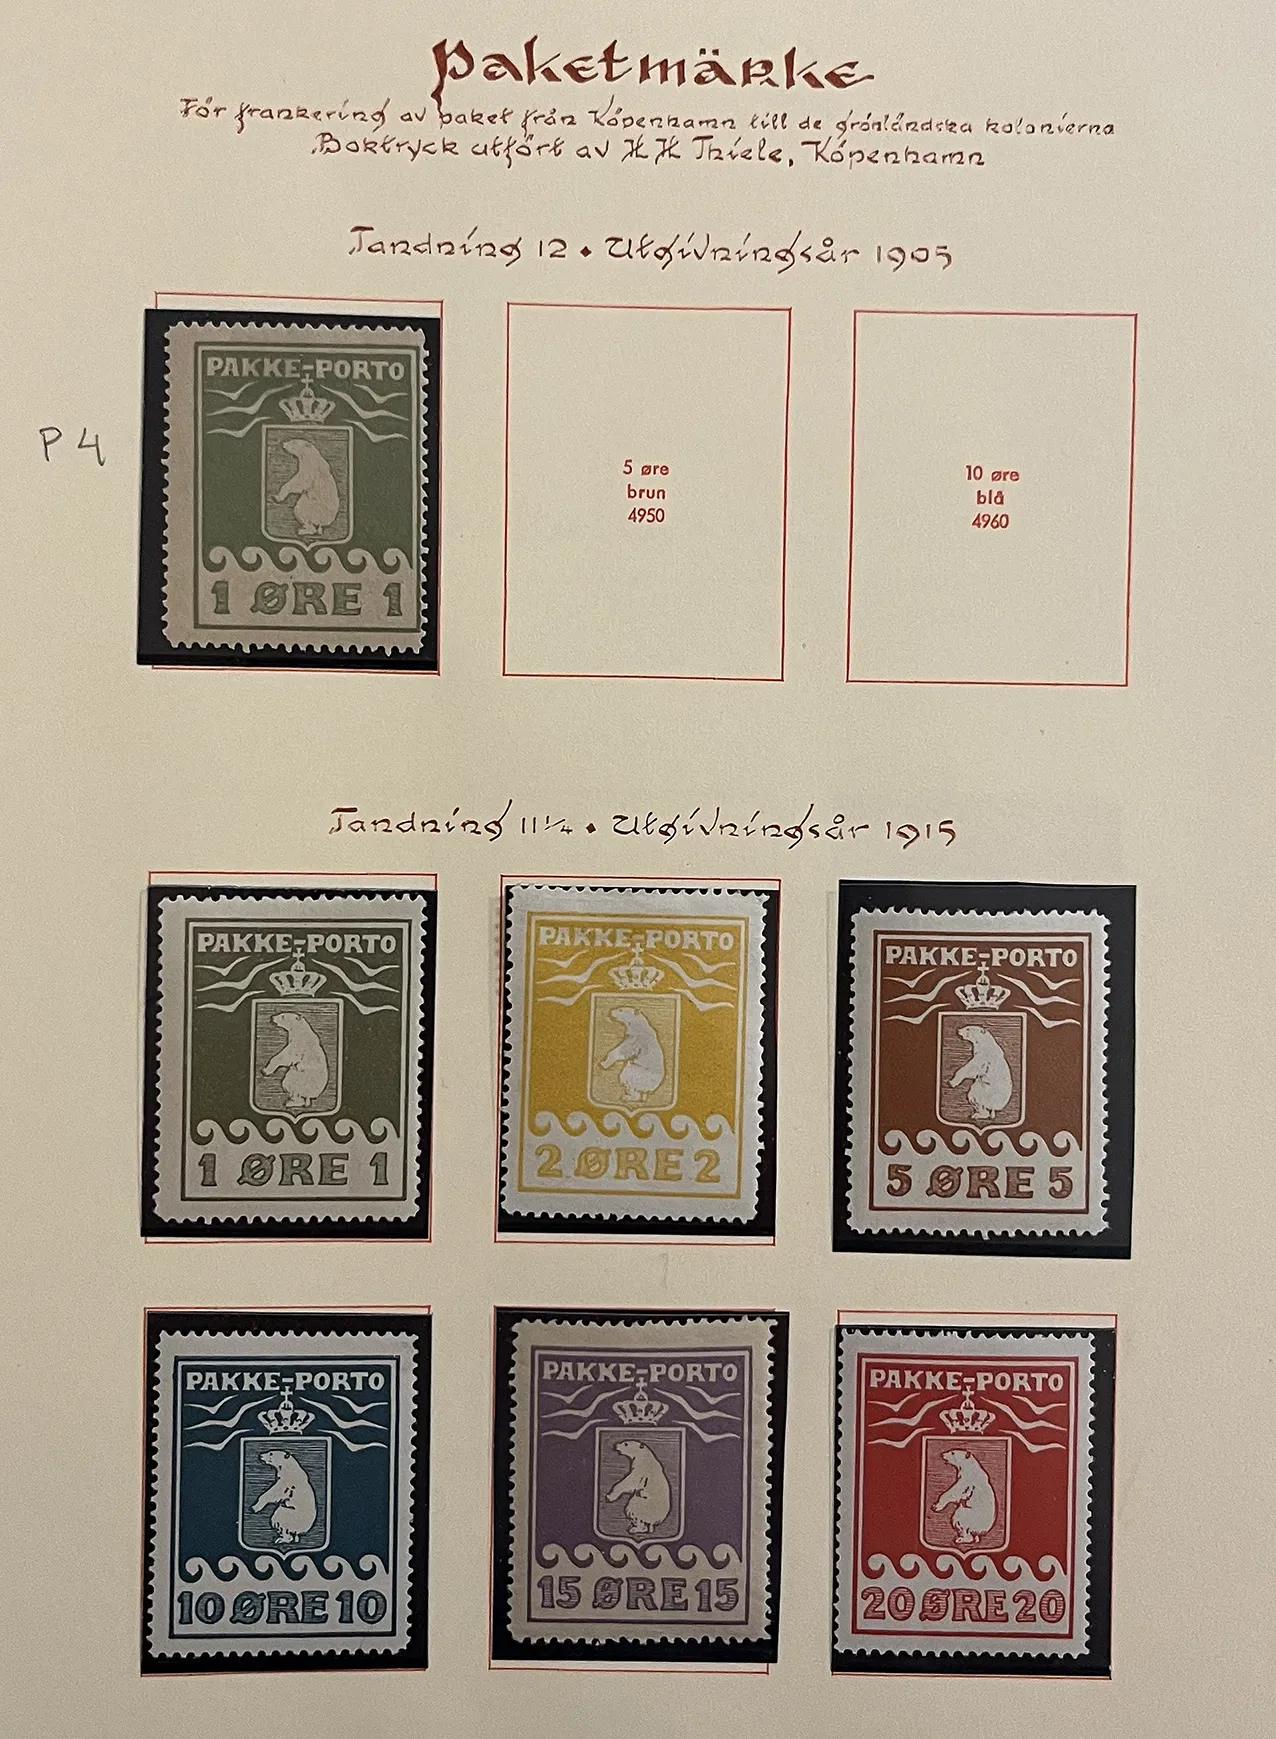 Paketmärke
För frankering av paket från Köpenhamn till de grönländska kolonierna
Boktryck utfört av H H Thiele, Köpenhamn
Tandning 12 ⬥ Utgivningsår 1905
PAKKE-PORTO
1 ØRE 1
P 4
5 øre
brun
4950
10 øre
blå
4960
Tandning 11¼ ⬥ Utgivningsår 1915
PAKKE-PORTO
1 ØRE 1
PAKKE-PORTO
2 ØRE 2
PAKKE-PORTO
5 ØRE 5
PAKKE-PORTO
10 ØRE 10
PAKKE-PORTO
15 ØRE 15
PAKKE-PORTO
20 ØRE 20